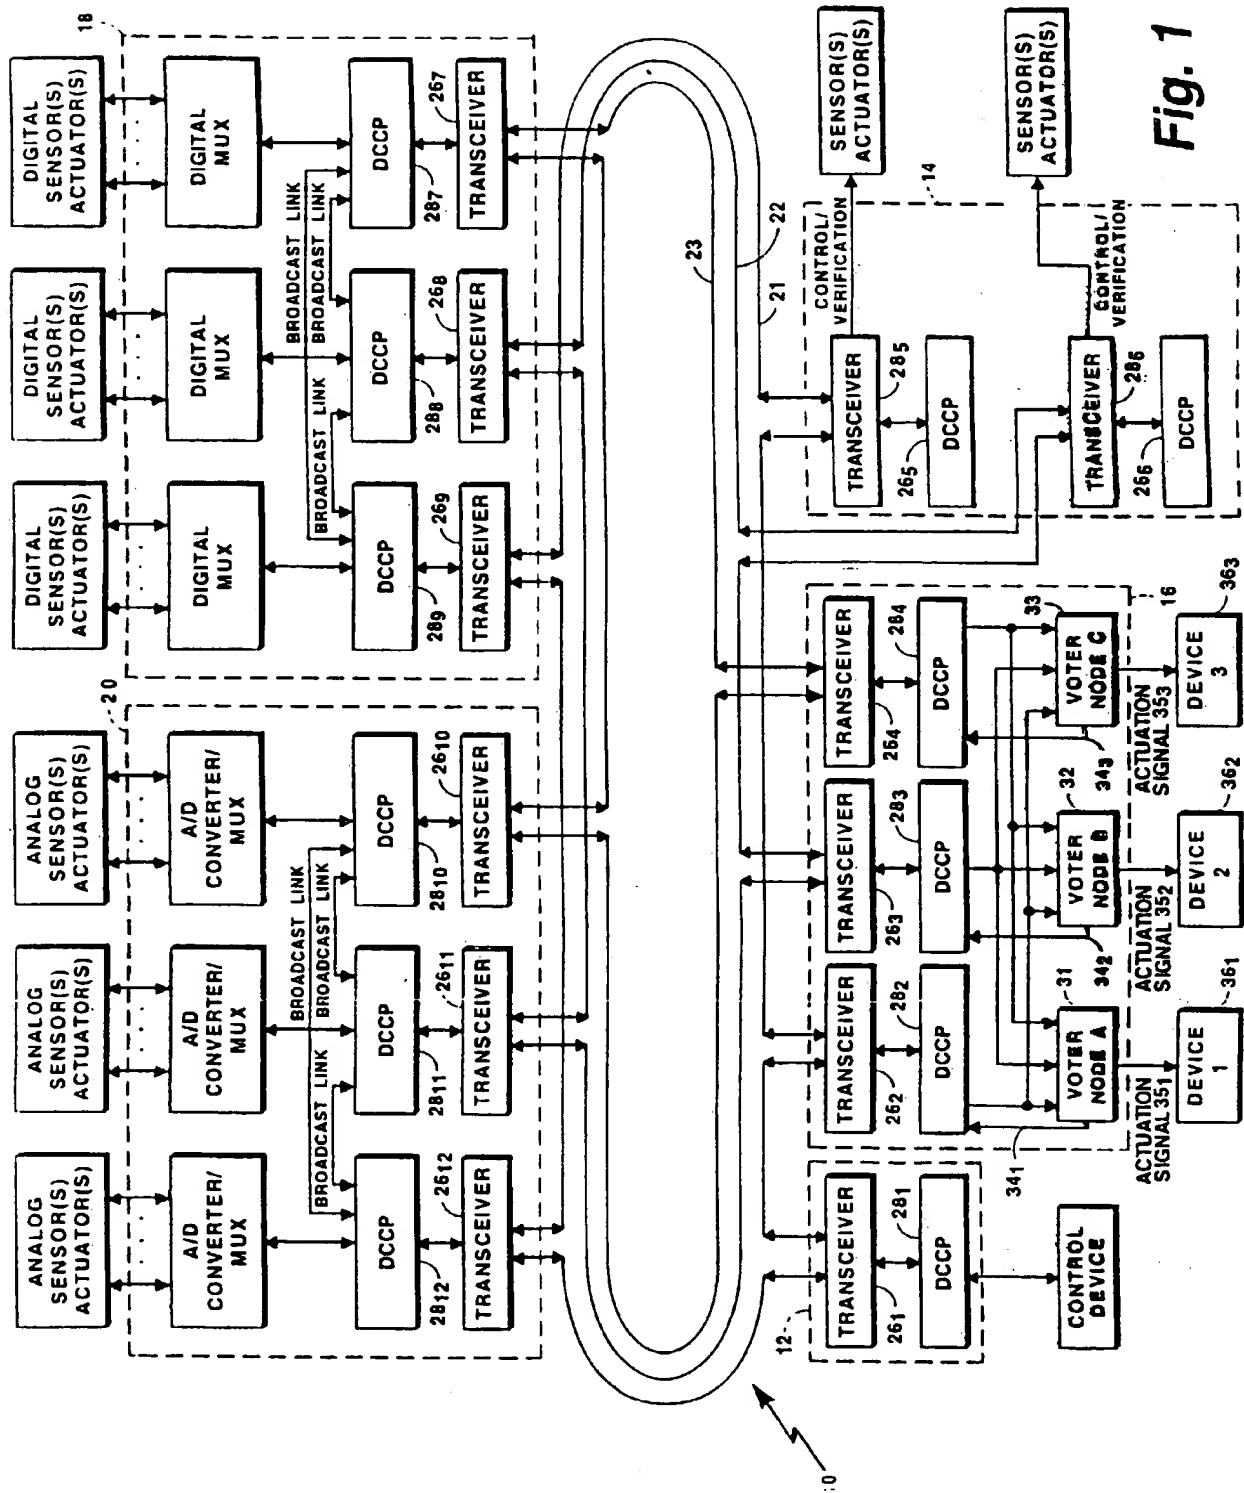 ANALOG
SENSOR(S)
ACTUATOR(S)
ANALOG
SENSOR(S)
ACTUATOR(S)
ANALOG
SENSOR(S)
ACTUATOR(S)
DIGITAL
SENSOR(S)
ACTUATOR(S)
DIGITAL
SENSOR(S)
ACTUATOR(S)
DIGITAL
SENSOR(S)
ACTUATOR(S)
20
18
A/D
CONVERTER/
MUX
A/D
CONVERTER/
MUX
A/D
CONVERTER/
MUX
DIGITAL
MUX
DIGITAL
MUX
DIGITAL
MUX
BROADCAST LINK
BROADCAST LINK
BROADCAST LINK
BROADCAST LINK
BROADCAST LINK
BROADCAST LINK
DCCP
DCCP
DCCP
DCCP
DCCP
DCCP
2812
2612
2811
2611
2810
2610
289
269
288
268
287
267
TRANSCEIVER
TRANSCEIVER
TRANSCEIVER
TRANSCEIVER
TRANSCEIVER
TRANSCEIVER
23
22
21
12
16
14
CONTROL/
VERIFICATION
SENSOR(S)
ACTUATOR(S)
TRANSCEIVER
TRANSCEIVER
TRANSCEIVER
TRANSCEIVER
TRANSCEIVER
261
281
262
282
263
283
264
284
265
285
DCCP
DCCP
DCCP
DCCP
DCCP
SENSOR(S)
ACTUATOR(S)
CONTROL/
VERIFICATION
TRANSCEIVER
266
286
DCCP
341
31
342
32
343
33
CONTROL
DEVICE
VOTER
NODE A
VOTER
NODE B
VOTER
NODE C
ACTUATION
SIGNAL 351
ACTUATION
SIGNAL 352
ACTUATION
SIGNAL 353
DEVICE
1
361
DEVICE
2
362
DEVICE
3
363
Fig. 1